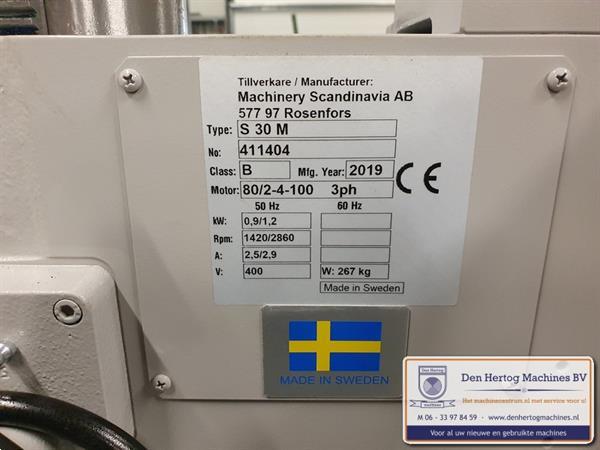 Tillverkare / Manufacturer:
Machinery Scandinavia AB
577 97 Rosenfors
Type: S 30 M
No: 411404
Class: B Mfg. Year: 2019
CE
Motor: 80/2-4-100 3ph
50 Hz 60 Hz
kW: 0,9/1,2
Rpm: 1420/2860
A: 2,5/2,9
V: 400 W: 267 kg
Made in Sweden
MADE IN SWEDEN
Den Hertog Machines BV
Het machinecentrum.nl met service voor u!
M 06 - 33 97 84 59 - www.denhertogmachines.nl
Voor al uw nieuwe en gebruikte machines